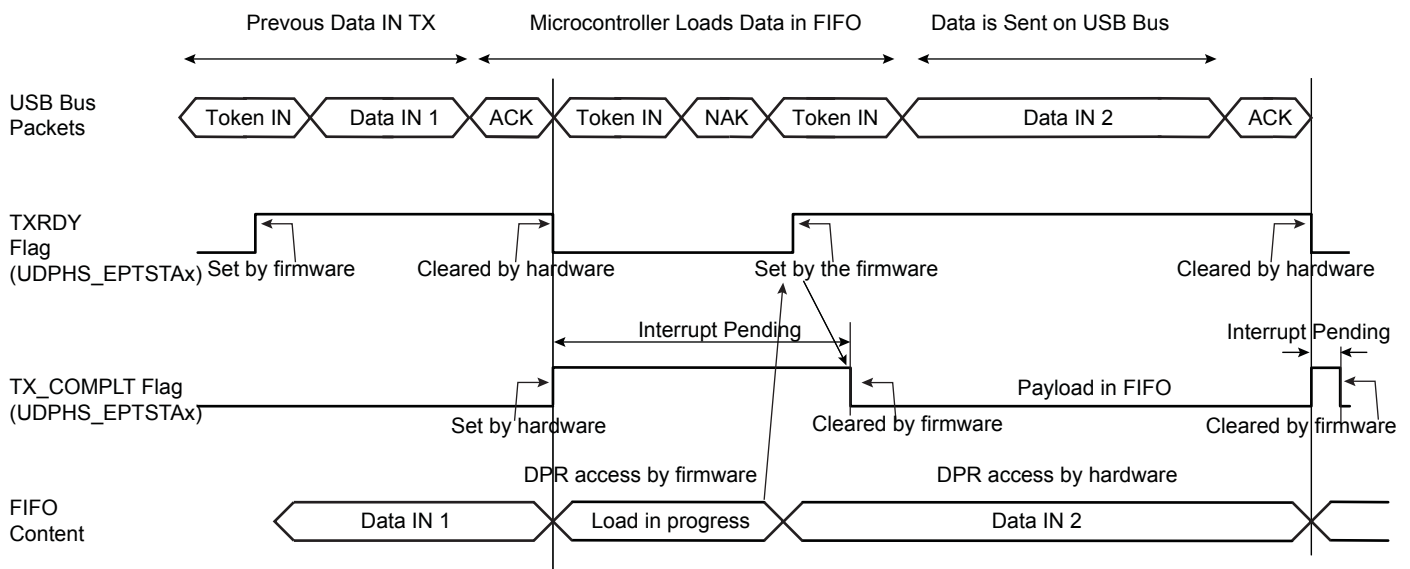 Prevous Data IN TX
Microcontroller Loads Data in FIFO
Data is Sent on USB Bus
USB Bus
Packets
Token IN
Data IN 1
ACK
Token IN
NAK
Token IN
Data IN 2
ACK
TXRDY
Flag
(UDPHS_EPTSTAx)
Set by firmware
Cleared by hardware
Set by the firmware
Cleared by hardware
Interrupt Pending
Interrupt Pending
TX_COMPLT Flag
(UDPHS_EPTSTAx)
Payload in FIFO
Set by hardware
Cleared by firmware
Cleared by firmware
DPR access by firmware
DPR access by hardware
FIFO
Content
Data IN 1
Load in progress
Data IN 2